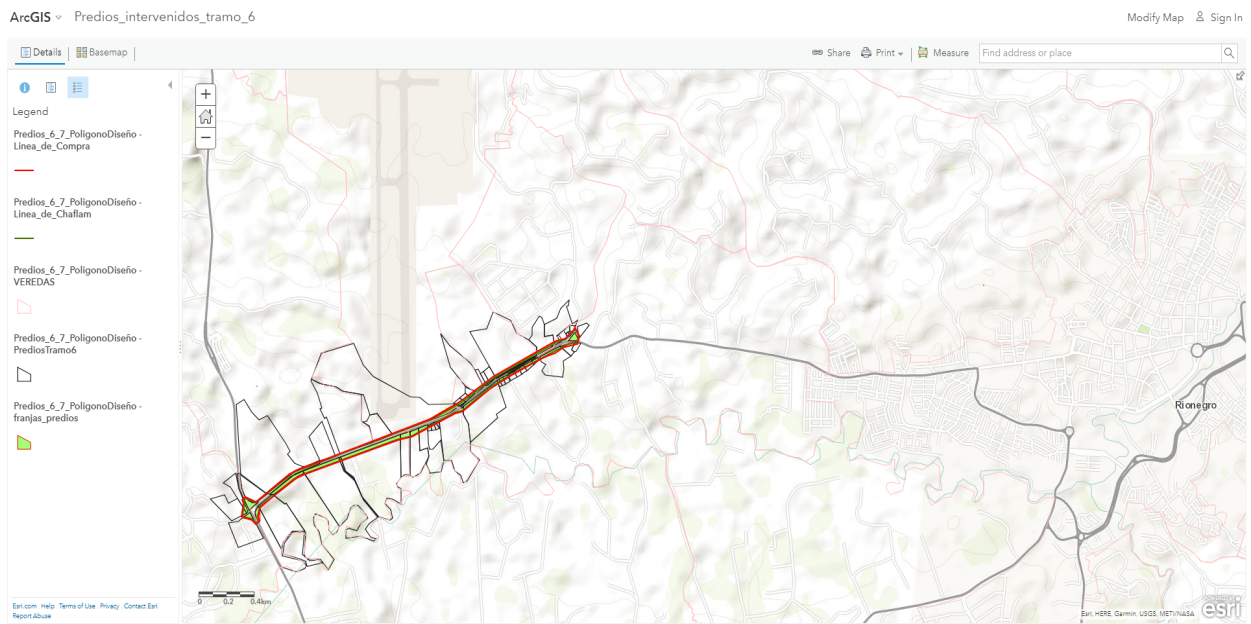 ArcGIS Predios_intervenidos_tramo_6
Modify Map Sign In
Details Basemap
Share Print Measure Find address or place
Legend
Predios_6_7_PoligonoDiseño -
Linea_de_Compra
Predios_6_7_PoligonoDiseño -
Linea_de_Chaflam
Predios_6_7_PoligonoDiseño -
VEREDAS
Predios_6_7_PoligonoDiseño -
PrediosTramo6
Predios_6_7_PoligonoDiseño -
franjas_predios
Rionegro
0 0.2 0.4km
Esri.com Help Terms of Use Privacy Contact Esri
Report Abuse
Esri, HERE, Garmin, USGS, METI/NASA
POWERED BY
esri